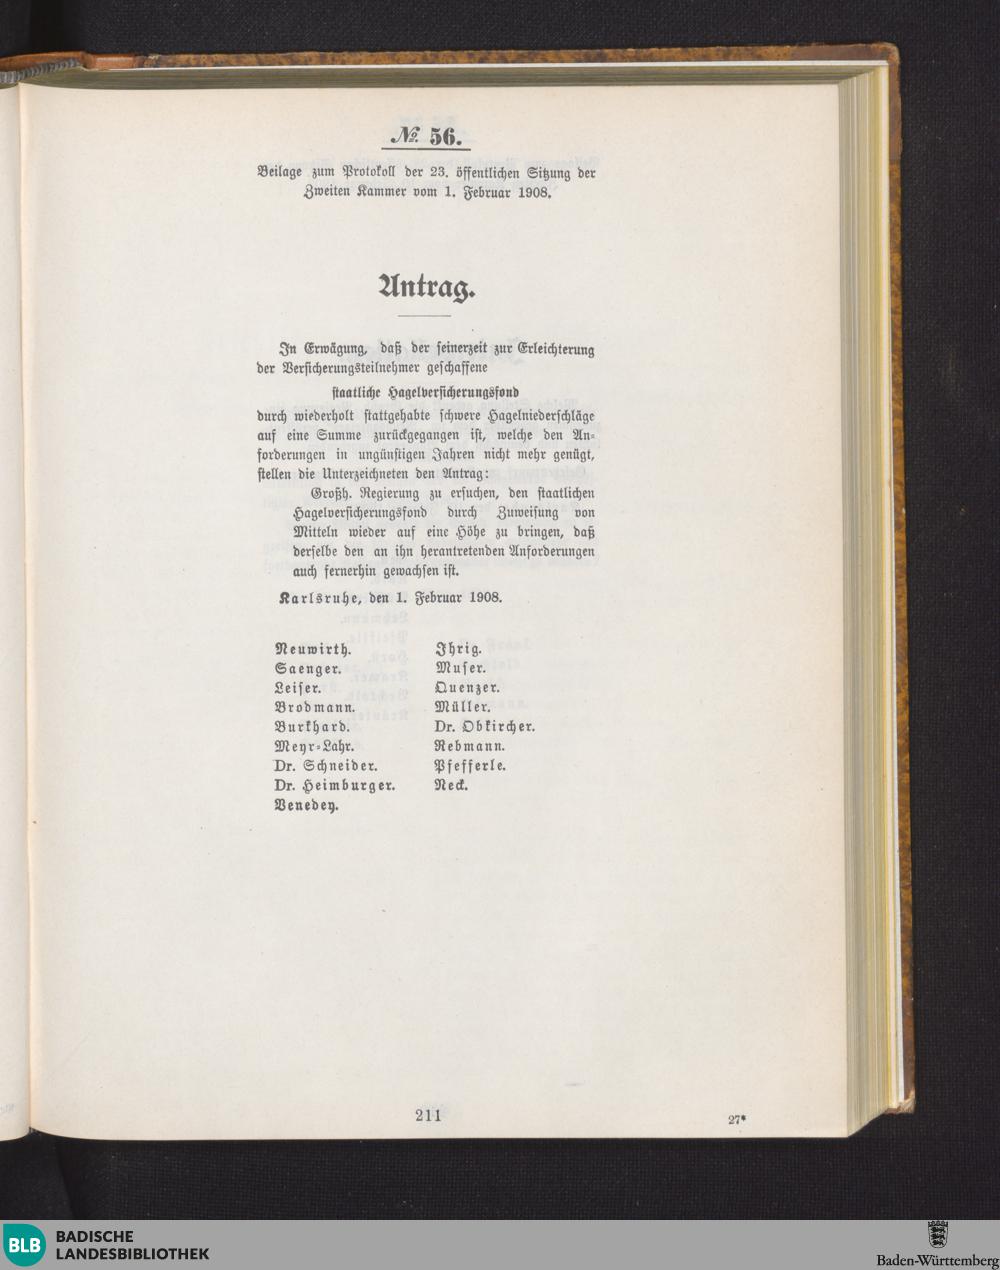 № 56.
Beilage zum Protokoll der 23. öffentlichen Sitzung der
Zweiten Kammer vom 1. Februar 1908.
Antrag.
In Erwägung, daß der seinerzeit zur Erleichterung
der Versicherungsteilnehmer geschaffene
staatliche Hagelversicherungsfond
durch wiederholt stattgehabte schwere Hagelniederschläge
auf eine Summe zurückgegangen ist, welche den An-
forderungen in ungünstigen Jahren nicht mehr genügt,
stellen die Unterzeichneten den Antrag:
Großh. Regierung zu ersuchen, den staatlichen
Hagelversicherungsfond durch Zuweisung von
Mitteln wieder auf eine Höhe zu bringen, daß
derselbe den an ihn herantretenden Anforderungen
auch fernerhin gewachsen ist.
Karlsruhe, den 1. Februar 1908.
Neuwirth.
Saenger.
Leiser.
Brodmann.
Burkhard.
Meyr-Lahr.
Dr. Schneider.
Dr. Heimburger.
Venedey.
Ihrig.
Muser.
Quenzer.
Müller.
Dr. Obkircher.
Rebmann.
Pfefferle.
Neck.
211
27*
BLB
BADISCHE
LANDESBIBLIOTHEK
Baden-Württemberg